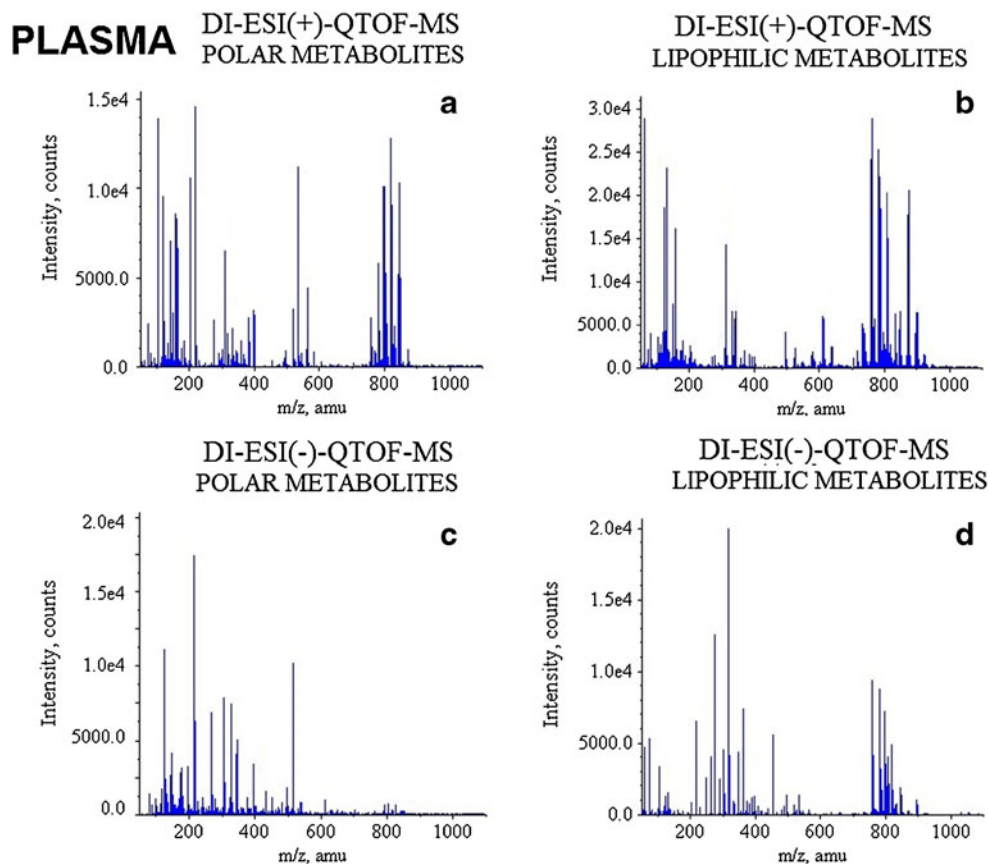 PLASMA
DI-ESI(+)-QTOF-MS
POLAR METABOLITES
a
Intensity, counts
1.5e4
1.0e4
5000.0
0.0
200 400 600 800 1000
m/z, amu
DI-ESI(+)-QTOF-MS
LIPOPHILIC METABOLITES
b
Intensity, counts
3.0e4
2.5e4
2.0e4
1.5e4
1.0e4
5000.0
0.0
200 400 600 800 1000
m/z, amu
DI-ESI(-)-QTOF-MS
POLAR METABOLITES
c
Intensity, counts
2.0e4
1.5e4
1.0e4
5000.0
0.0
200 400 600 800 1000
m/z, amu
DI-ESI(-)-QTOF-MS
LIPOPHILIC METABOLITES
d
Intensity, counts
2.0e4
1.5e4
1.0e4
5000.0
0.0
200 400 600 800 1000
m/z, amu